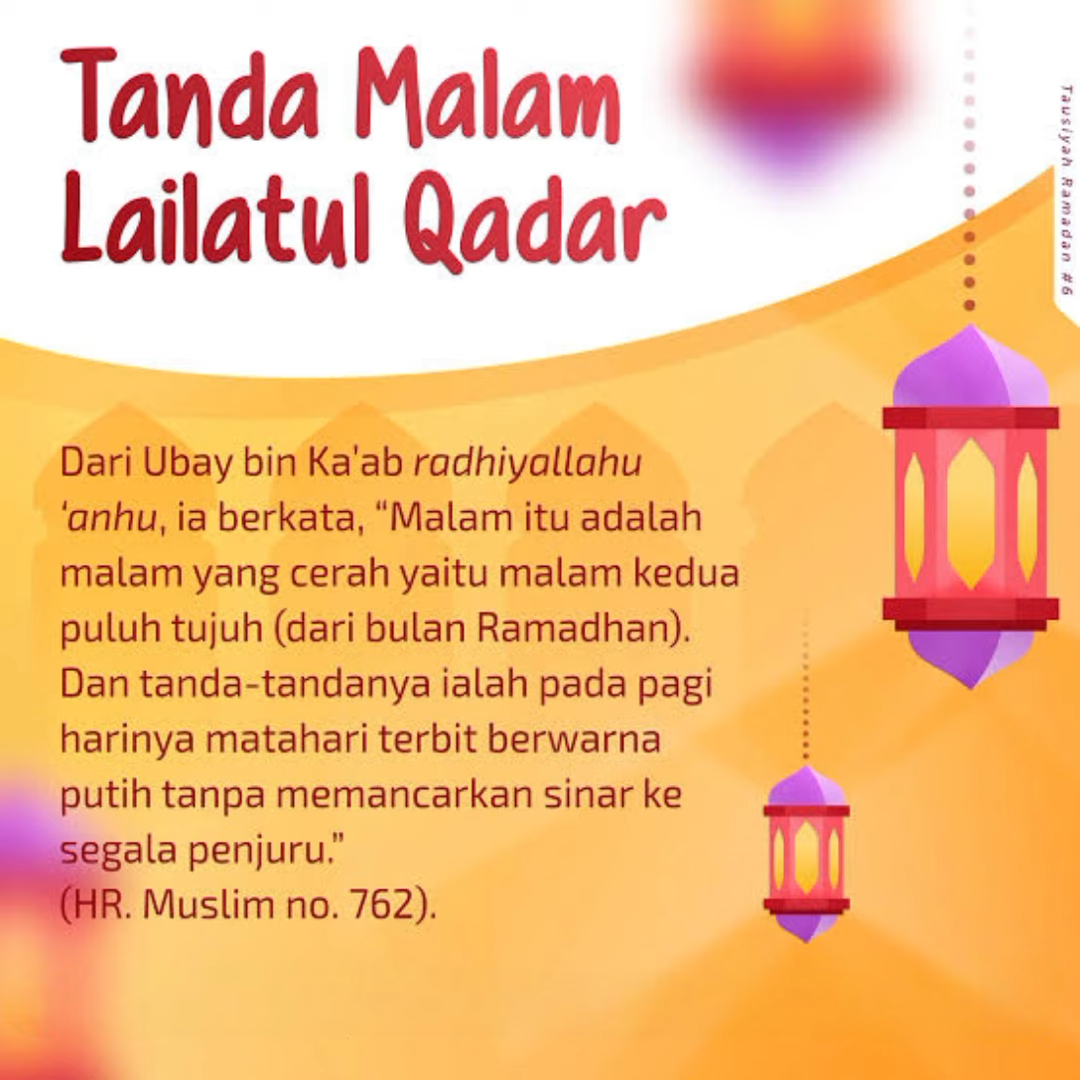 Tanda Malam
Lailatul Qadar
Tausiyah Ramadan #6
Dari Ubay bin Ka'ab radhiyallahu
‘anhu, ia berkata, “Malam itu adalah
malam yang cerah yaitu malam kedua
puluh tujuh (dari bulan Ramadhan).
Dan tanda-tandanya ialah pada pagi
harinya matahari terbit berwarna
putih tanpa memancarkan sinar ke
segala penjuru.”
(HR. Muslim no. 762).